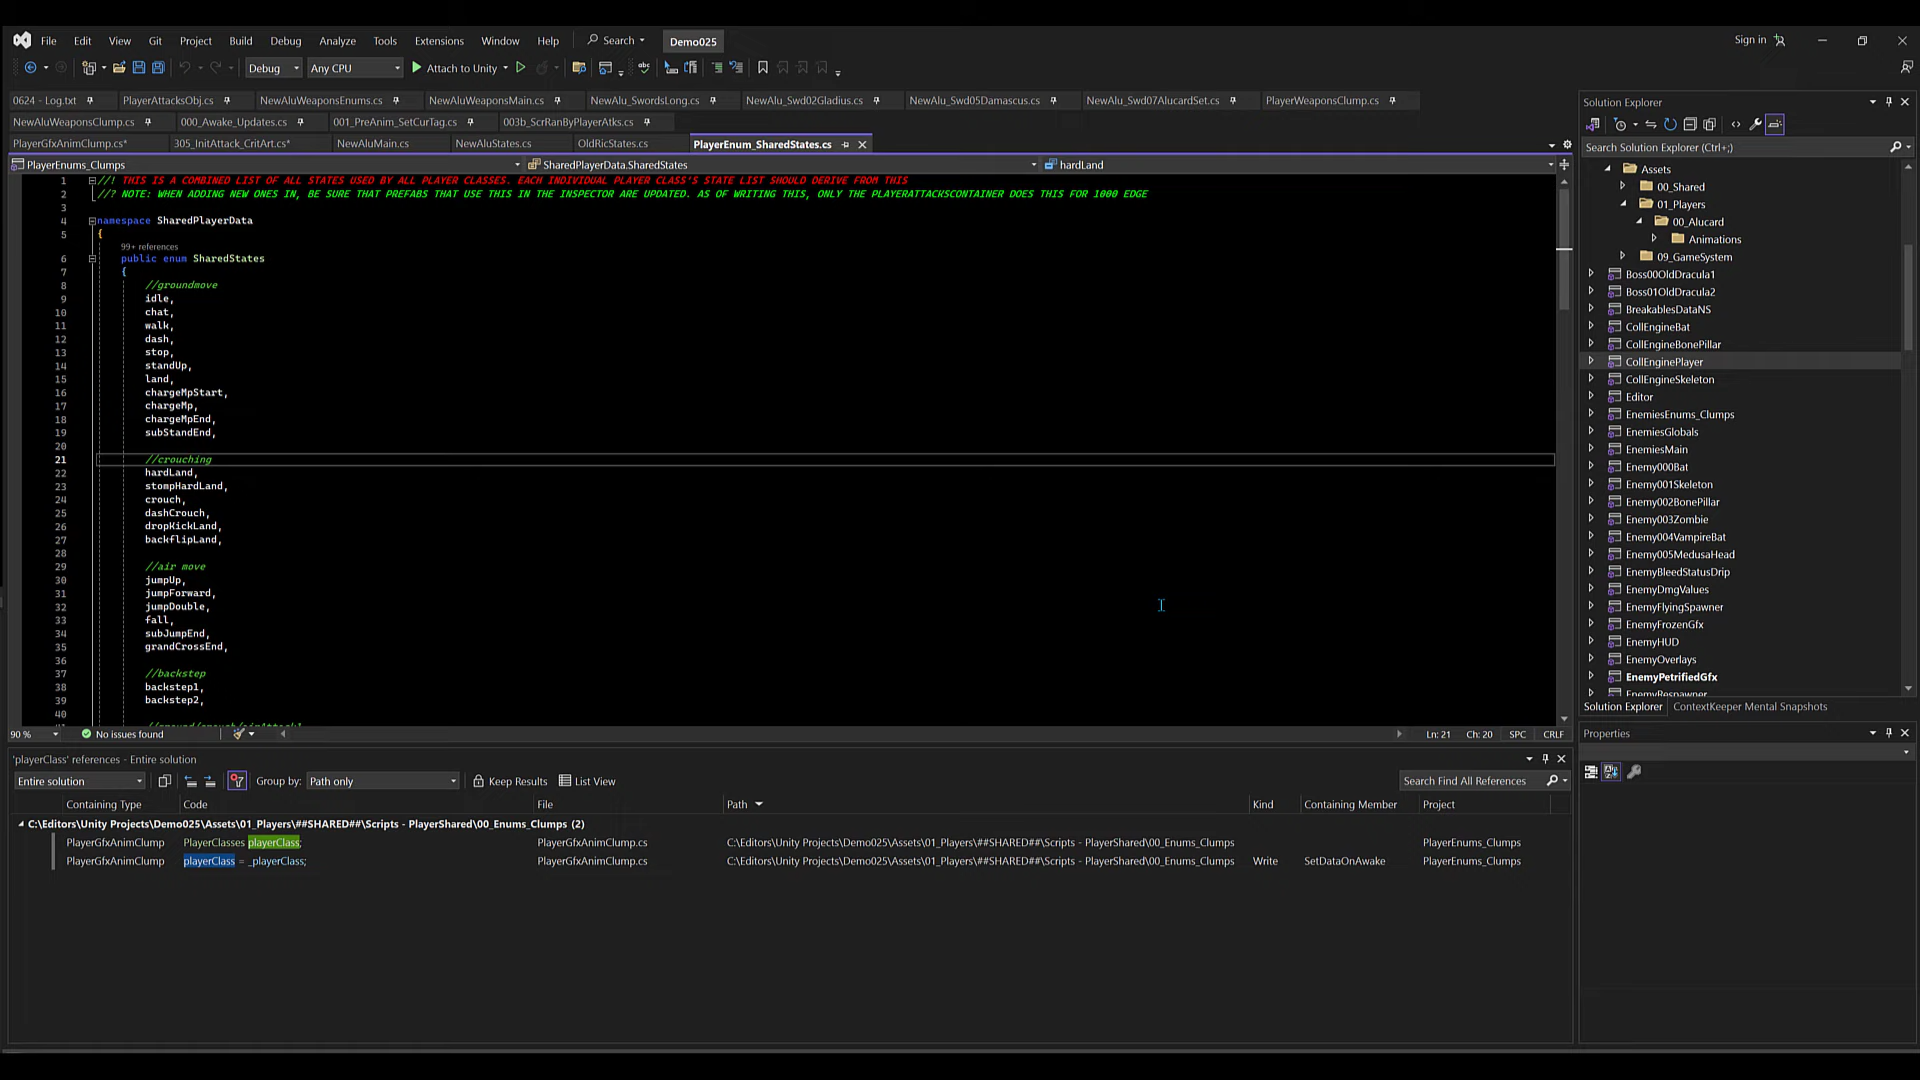 File Edit View Git Project Build Debug Analyze Tools Extensions Window Help Search Demo025 Sign in
Debug Any CPU Attach to Unity
0624 - Log.txt PlayerAttacksObj.cs NewAluWeaponsEnums.cs NewAluWeaponsMain.cs NewAlu_SwordsLong.cs NewAlu_Swd02Gladius.cs NewAlu_Swd05Damascus.cs NewAlu_Swd07AlucardSet.cs PlayerWeaponsClump.cs
NewAluWeaponsClump.cs 000_Awake_Updates.cs 001_PreAnim_SetCurTag.cs 003b_ScrRanByPlayerAtks.cs
PlayerGfxAnimClump.cs* 305_InitAttack_CritArt.cs* NewAluMain.cs NewAluStates.cs OldRicStates.cs PlayerEnum_SharedStates.cs
PlayerEnums_Clumps SharedPlayerData.SharedStates hardLand
1 //! THIS IS A COMBINED LIST OF ALL STATES USED BY ALL PLAYER CLASSES. EACH INDIVIDUAL PLAYER CLASS'S STATE LIST SHOULD DERIVE FROM THIS
2 //? NOTE: WHEN ADDING NEW ONES IN, BE SURE THAT PREFABS THAT USE THIS IN THE INSPECTOR ARE UPDATED. AS OF WRITING THIS, ONLY THE PLAYERATTACKSCONTAINER DOES THIS FOR 1000 EDGE
3
4 namespace SharedPlayerData
5 {
99+ references
6 public enum SharedStates
7 {
8 //groundmove
9 idle,
10 chat,
11 walk,
12 dash,
13 stop,
14 standUp,
15 land,
16 chargeMpStart,
17 chargeMp,
18 chargeMpEnd,
19 subStandEnd,
20
21 //crouching
22 hardLand,
23 stompHardLand,
24 crouch,
25 dashCrouch,
26 dropKickLand,
27 backflipLand,
28
29 //air move
30 jumpUp,
31 jumpForward,
32 jumpDouble,
33 fall,
34 subJumpEnd,
35 grandCrossEnd,
36
37 //backstep
38 backstep1,
39 backstep2,
40
90 % No issues found Ln: 21 Ch: 20 SPC CRLF
Solution Explorer
Search Solution Explorer (Ctrl+;)
Assets
00_Shared
01_Players
00_Alucard
Animations
09_GameSystem
Boss00OldDracula1
Boss01OldDracula2
BreakablesDataNS
CollEngineBat
CollEngineBonePillar
CollEnginePlayer
CollEngineSkeleton
Editor
EnemiesEnums_Clumps
EnemiesGlobals
EnemiesMain
Enemy000Bat
Enemy001Skeleton
Enemy002BonePillar
Enemy003Zombie
Enemy004VampireBat
Enemy005MedusaHead
EnemyBleedStatusDrip
EnemyDmgValues
EnemyFlyingSpawner
EnemyFrozenGfx
EnemyHUD
EnemyOverlays
EnemyPetrifiedGfx
EnemyRespawner
Solution Explorer ContextKeeper Mental Snapshots
Properties
'playerClass' references - Entire solution
Entire solution Group by: Path only Keep Results List View Search Find All References
Containing Type Code File Path Kind Containing Member Project
C:\Editors\Unity Projects\Demo025\Assets\01_Players\##SHARED##\Scripts - PlayerShared\00_Enums_Clumps (2)
PlayerGfxAnimClump PlayerClasses playerClass; PlayerGfxAnimClump.cs C:\Editors\Unity Projects\Demo025\Assets\01_Players\##SHARED##\Scripts - PlayerShared\00_Enums_Clumps PlayerEnums_Clumps
PlayerGfxAnimClump playerClass = _playerClass; PlayerGfxAnimClump.cs C:\Editors\Unity Projects\Demo025\Assets\01_Players\##SHARED##\Scripts - PlayerShared\00_Enums_Clumps Write SetDataOnAwake PlayerEnums_Clumps